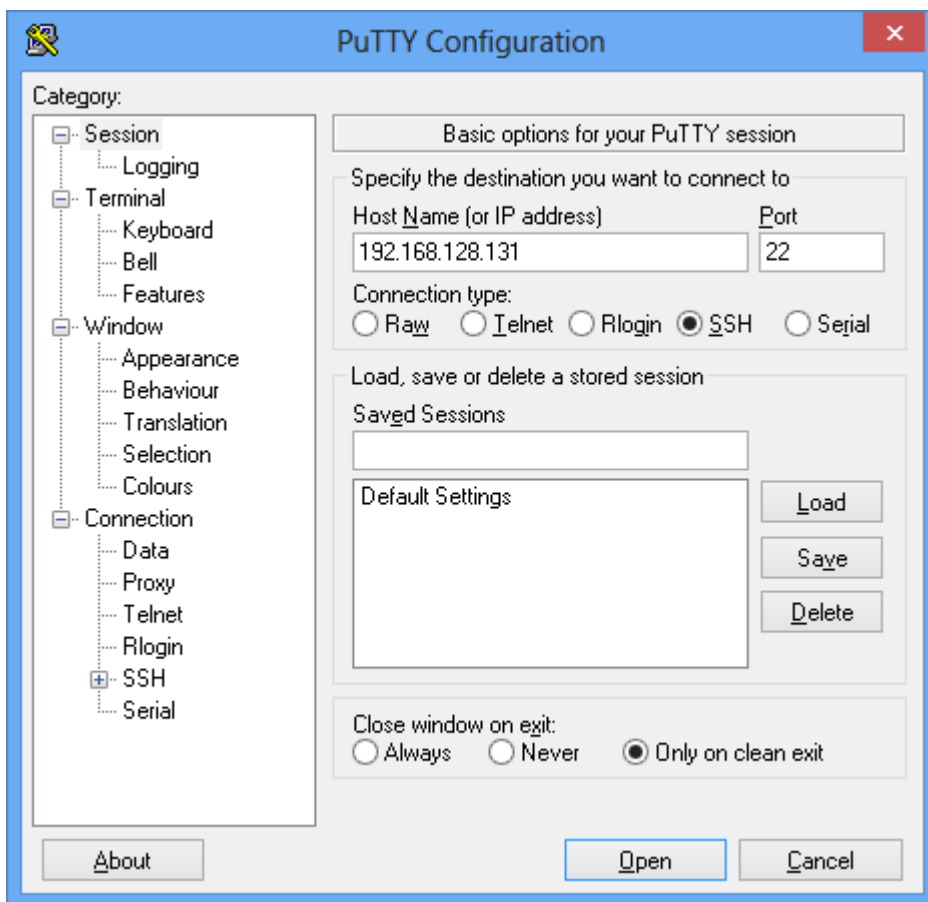 PuTTY Configuration
Category:
Session
Logging
Terminal
Keyboard
Bell
Features
Window
Appearance
Behaviour
Translation
Selection
Colours
Connection
Data
Proxy
Telnet
Rlogin
SSH
Serial
Basic options for your PuTTY session
Specify the destination you want to connect to
Host Name (or IP address) Port
192.168.128.131 22
Connection type:
Raw Telnet Rlogin SSH Serial
Load, save or delete a stored session
Saved Sessions
Default Settings
Load
Save
Delete
Close window on exit:
Always Never Only on clean exit
About Open Cancel